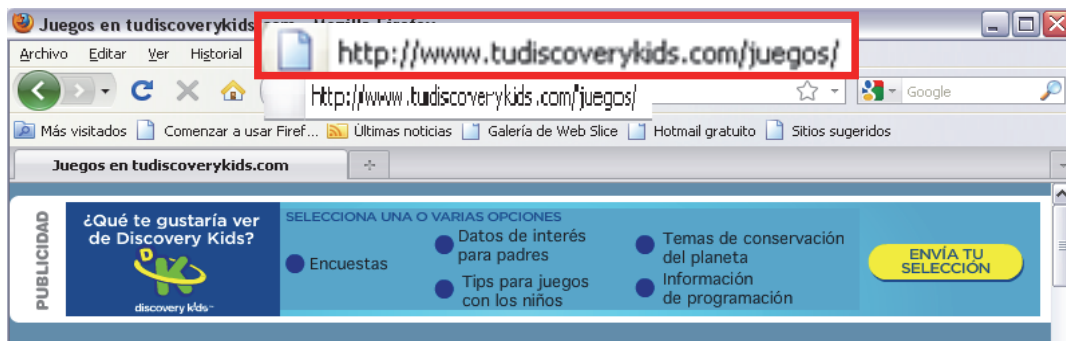 Juegos en tudiscoverykids.com - Mozilla Firefox
Archivo Editar Ver Historial
http://www.tudiscoverykids.com/juegos/
http://www.tudiscoverykids.com/juegos/
Google
Más visitados Comenzar a usar Firef... Últimas noticias Galería de Web Slice Hotmail gratuito Sitios sugeridos
Juegos en tudiscoverykids.com
PUBLICIDAD
¿Qué te gustaría ver
de Discovery Kids?
DK
discovery kids
SELECCIONA UNA O VARIAS OPCIONES
Encuestas
Datos de interés
para padres
Tips para juegos
con los niños
Temas de conservación
del planeta
Información
de programación
ENVÍA TU
SELECCIÓN